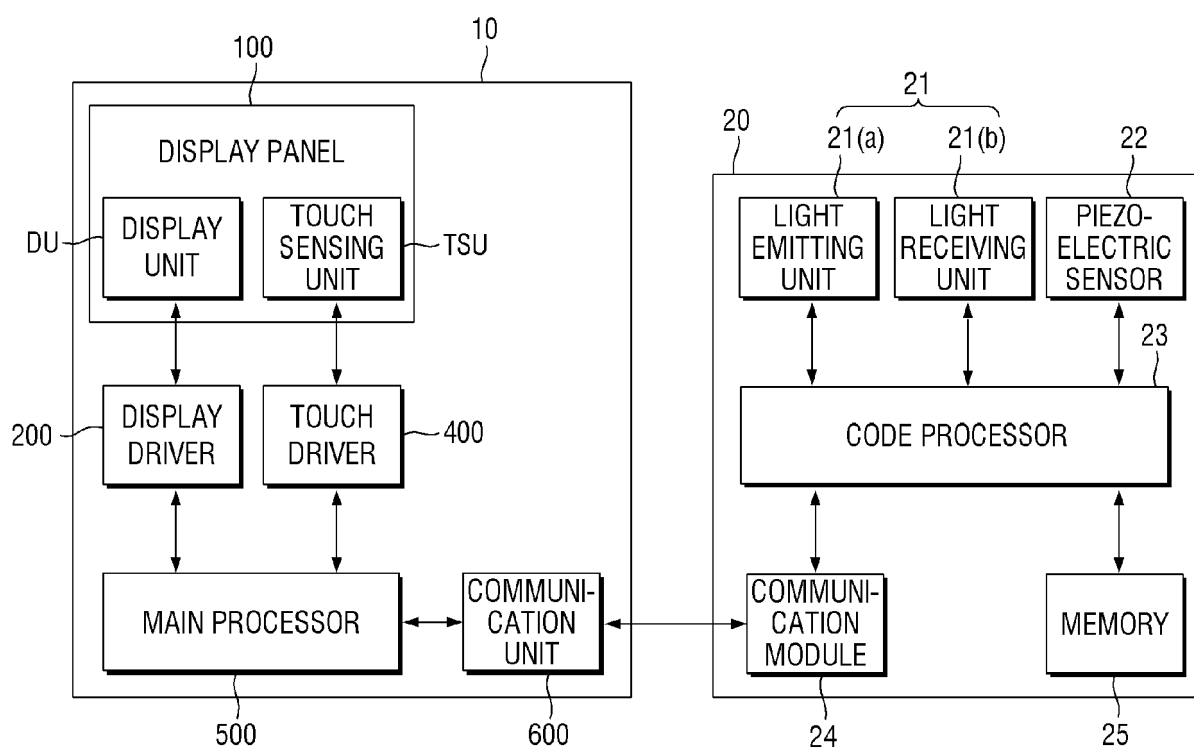 10
100
21
20
21(a)
21(b)
22
DISPLAY PANEL
DU
DISPLAY
UNIT
TOUCH
SENSING
UNIT
TSU
LIGHT
EMITTING
UNIT
LIGHT
RECEIVING
UNIT
PIEZO-
ELECTRIC
SENSOR
23
200
DISPLAY
DRIVER
TOUCH
DRIVER
400
CODE PROCESSOR
MAIN PROCESSOR
COMMUNI-
CATION
UNIT
COMMUNI-
CATION
MODULE
MEMORY
500
600
24
25